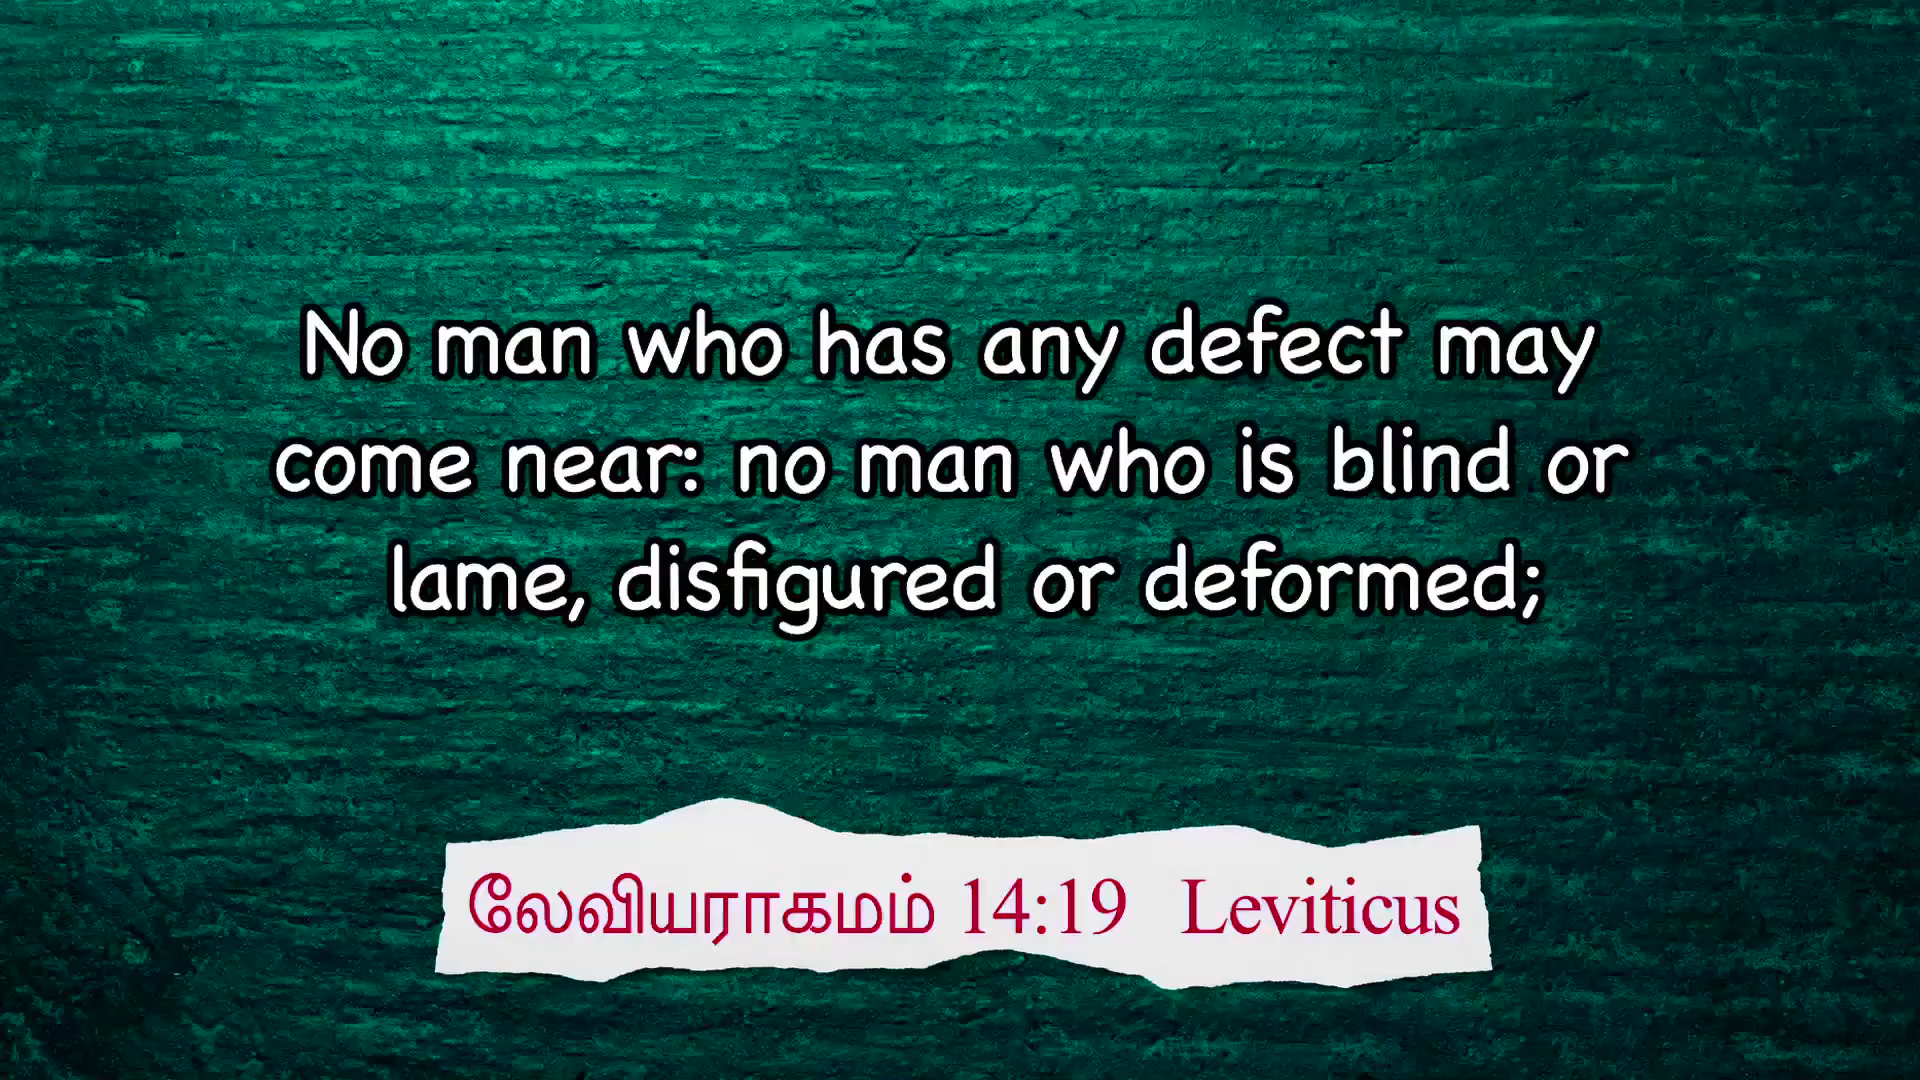 No man who has any defect may
come near: no man who is blind or
lame, disfigured or deformed;
லேவியராகமம் 14:19 Leviticus